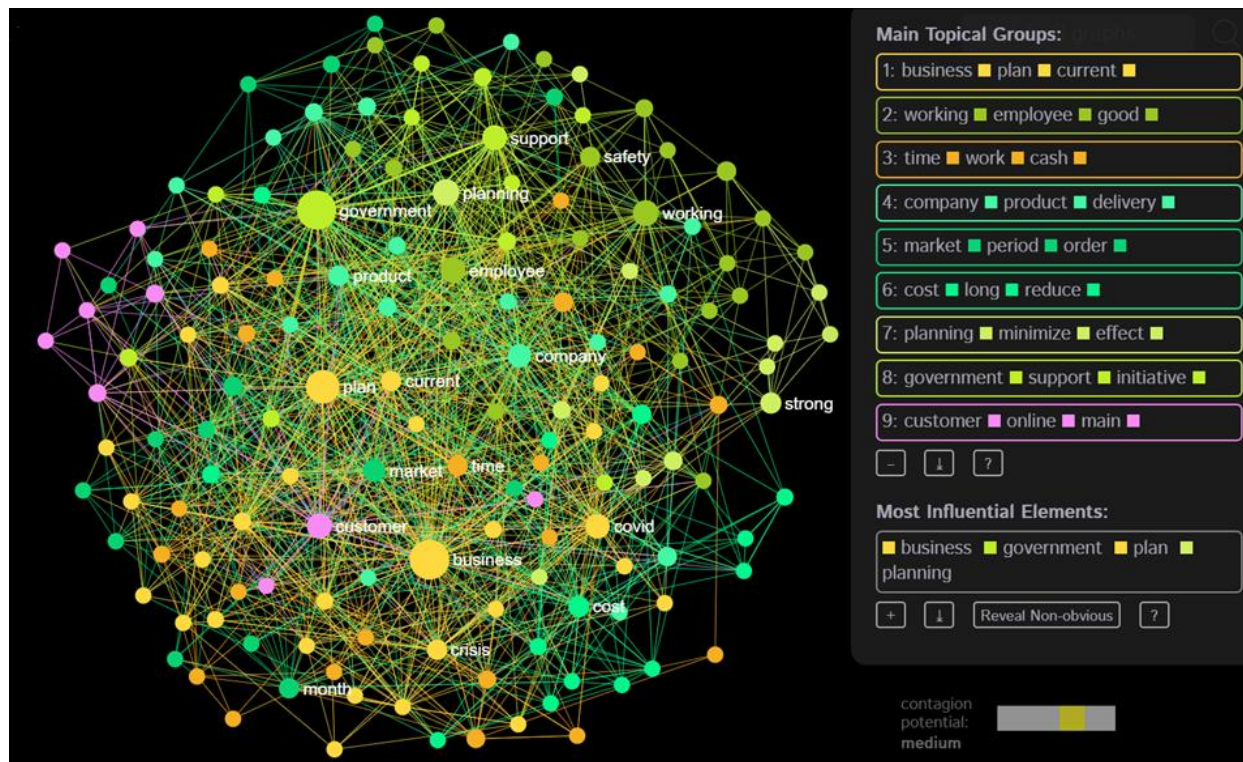 support
safety
planning
government
working
product
employee
company
plan
current
strong
market
time
customer
covid
business
cost
crisis
month
Main Topical Groups:
1: business plan current
2: working employee good
3: time work cash
4: company product delivery
5: market period order
6: cost long reduce
7: planning minimize effect
8: government support initiative
9: customer online main
– ⤓ ?
Most Influential Elements:
business government plan
planning
+ ⤓ Reveal Non-obvious ?
contagion
potential:
medium